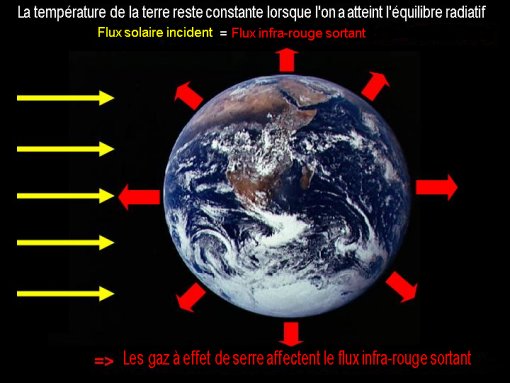 La température de la terre reste constante lorsque l'on a atteint l'équilibre radiatif
Flux solaire incident = Flux infra-rouge sortant
=> Les gaz à effet de serre affectent le flux infra-rouge sortant